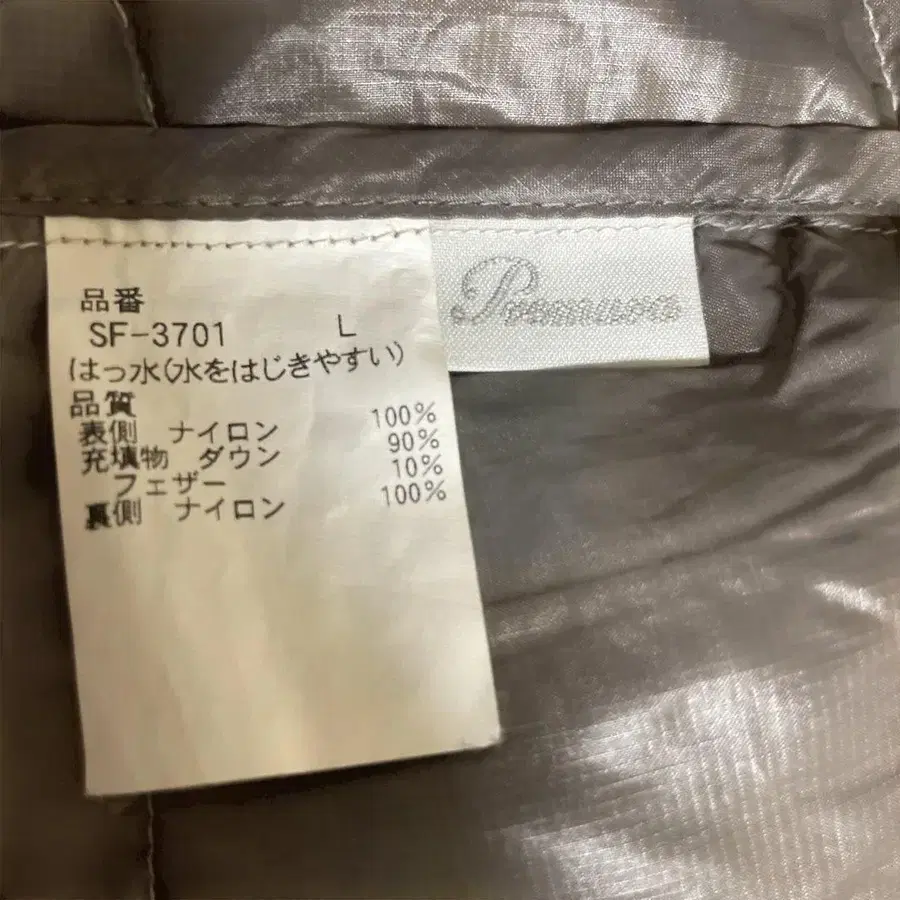 品番
SF-3701 L
はっ水(水をはじきやすい)
品質
表側 ナイロン 100%
充填物 ダウン 90%
フェザー 10%
裏側 ナイロン 100%
Premura